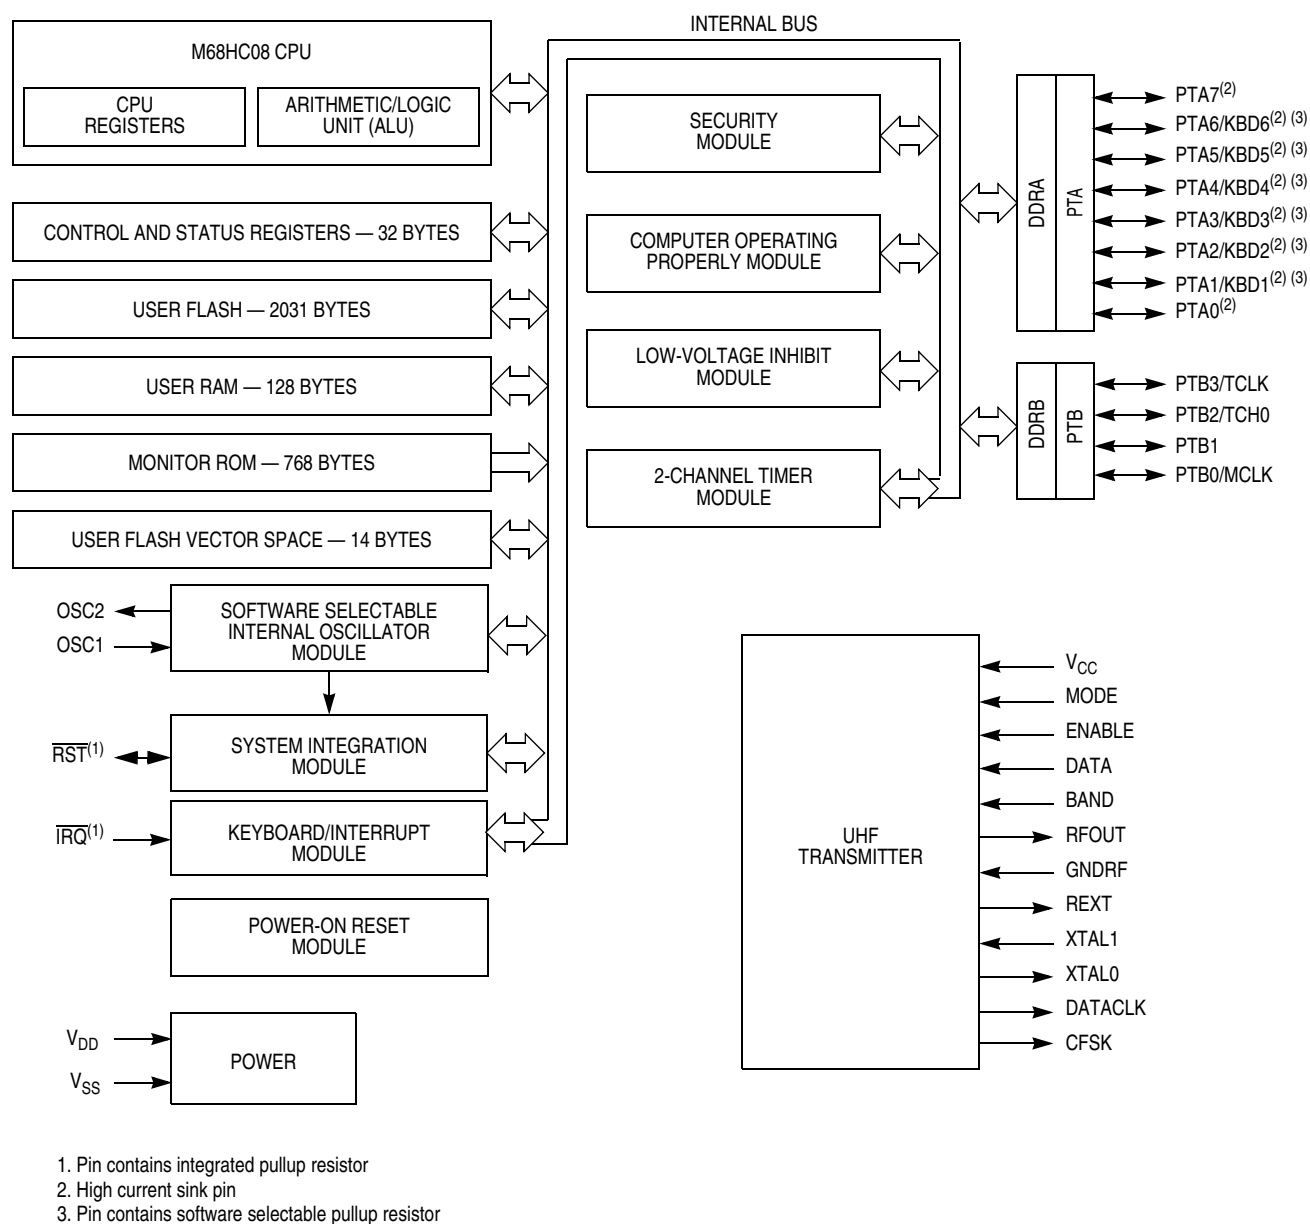 INTERNAL BUS
M68HC08 CPU
CPU
REGISTERS
ARITHMETIC/LOGIC
UNIT (ALU)
CONTROL AND STATUS REGISTERS — 32 BYTES
USER FLASH — 2031 BYTES
USER RAM — 128 BYTES
MONITOR ROM — 768 BYTES
USER FLASH VECTOR SPACE — 14 BYTES
OSC2
OSC1
SOFTWARE SELECTABLE
INTERNAL OSCILLATOR
MODULE
RST(1)
SYSTEM INTEGRATION
MODULE
IRQ(1)
KEYBOARD/INTERRUPT
MODULE
POWER-ON RESET
MODULE
VDD
VSS
POWER
SECURITY
MODULE
COMPUTER OPERATING
PROPERLY MODULE
LOW-VOLTAGE INHIBIT
MODULE
2-CHANNEL TIMER
MODULE
DDRA
PTA
PTA7(2)
PTA6/KBD6(2) (3)
PTA5/KBD5(2) (3)
PTA4/KBD4(2) (3)
PTA3/KBD3(2) (3)
PTA2/KBD2(2) (3)
PTA1/KBD1(2) (3)
PTA0(2)
DDRB
PTB
PTB3/TCLK
PTB2/TCH0
PTB1
PTB0/MCLK
UHF
TRANSMITTER
VCC
MODE
ENABLE
DATA
BAND
RFOUT
GNDRF
REXT
XTAL1
XTAL0
DATACLK
CFSK
1. Pin contains integrated pullup resistor
2. High current sink pin
3. Pin contains software selectable pullup resistor